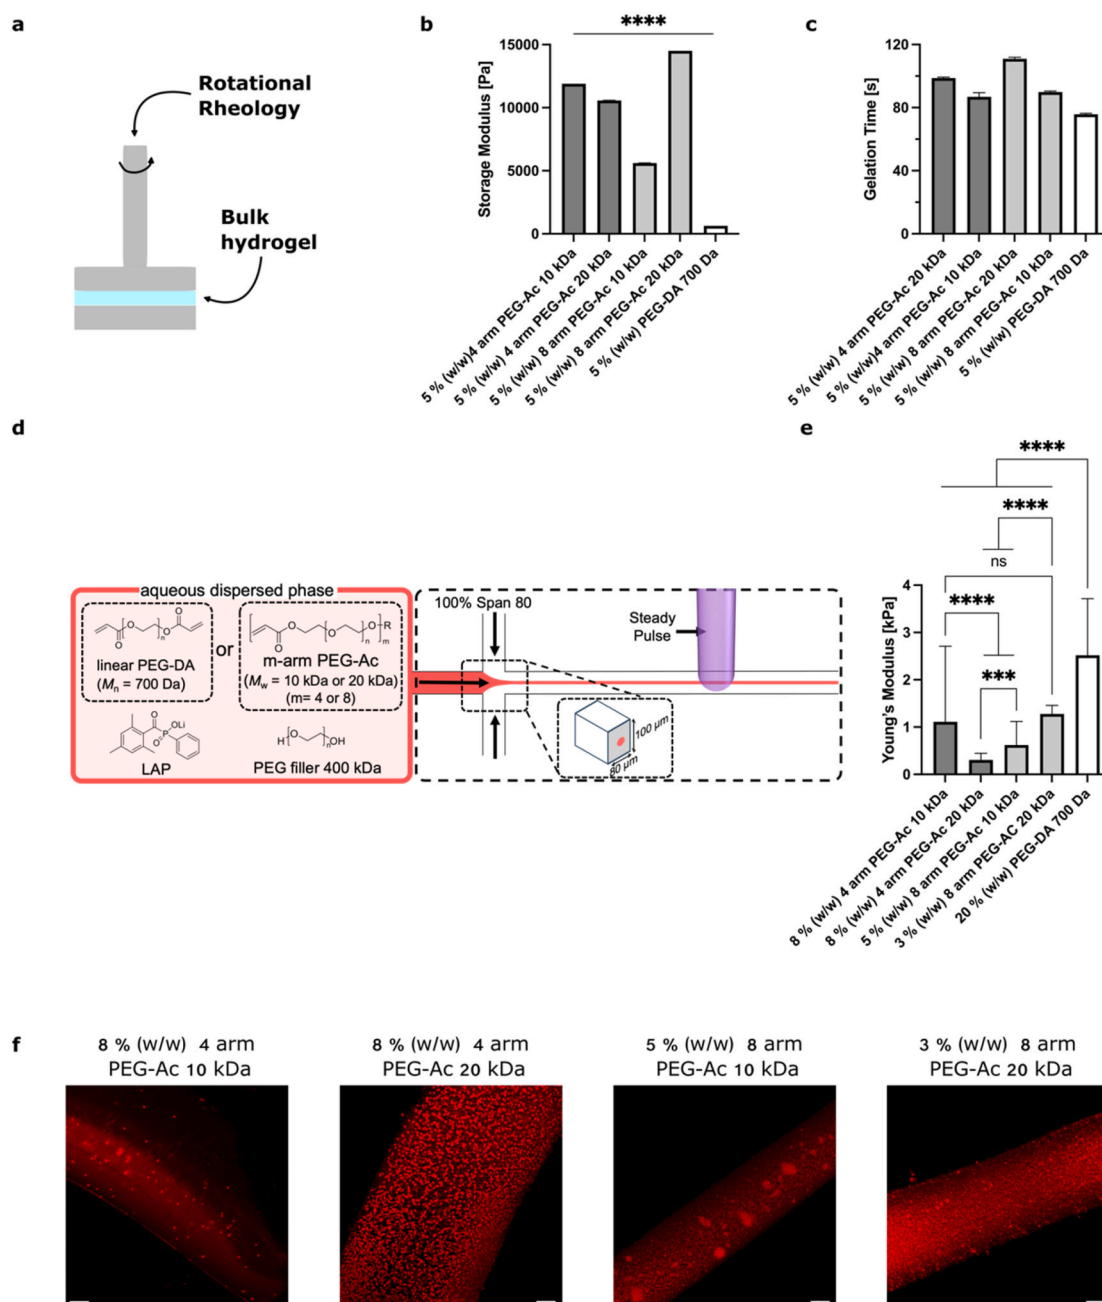 a
Rotational
Rheology
Bulk
hydrogel
b
****
Storage Modulus [Pa]
15000
10000
5000
0
5 % (w/w)4 arm PEG-Ac 10 kDa
5 % (w/w) 4 arm PEG-Ac 20 kDa
5 % (w/w) 8 arm PEG-Ac 10 kDa
5 % (w/w) 8 arm PEG-Ac 20 kDa
5 % (w/w) PEG-DA 700 Da
c
Gelation Time [s]
120
80
40
0
5 % (w/w) 4 arm PEG-Ac 20 kDa
5 % (w/w)4 arm PEG-Ac 10 kDa
5 % (w/w) 8 arm PEG-Ac 20 kDa
5 % (w/w) 8 arm PEG-Ac 10 kDa
5 % (w/w) PEG-DA 700 Da
d
aqueous dispersed phase
O
O
n
O
O
linear PEG-DA
(Mn = 700 Da)
or
O
O
O
n
O
R
m
m-arm PEG-Ac
(Mw = 10 kDa or 20 kDa)
(m= 4 or 8)
O
OLi
P
O
LAP
H
O
n
OH
PEG filler 400 kDa
100% Span 80
Steady
Pulse
100 µm
80 µm
e
****
****
ns
****
***
Young's Modulus [kPa]
4
3
2
1
0
8 % (w/w) 4 arm PEG-Ac 10 kDa
8 % (w/w) 4 arm PEG-Ac 20 kDa
5 % (w/w) 8 arm PEG-Ac 10 kDa
3 % (w/w) 8 arm PEG-AC 20 kDa
20 % (w/w) PEG-DA 700 Da
f
8 % (w/w) 4 arm
PEG-Ac 10 kDa
8 % (w/w) 4 arm
PEG-Ac 20 kDa
5 % (w/w) 8 arm
PEG-Ac 10 kDa
3 % (w/w) 8 arm
PEG-Ac 20 kDa